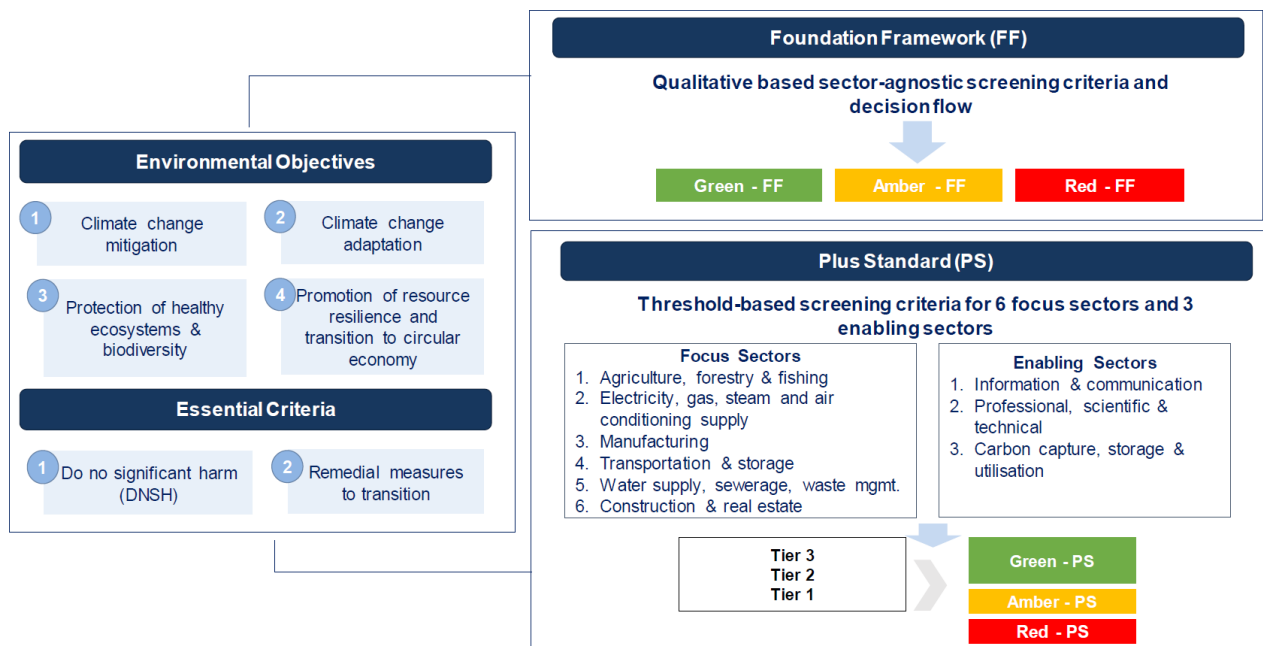 Foundation Framework (FF)
Qualitative based sector-agnostic screening criteria and
decision flow
Green - FF
Amber - FF
Red - FF
Environmental Objectives
1
Climate change
mitigation
2
Climate change
adaptation
3
Protection of healthy
ecosystems &
biodiversity
4
Promotion of resource
resilience and
transition to circular
economy
Essential Criteria
1
Do no significant harm
(DNSH)
2
Remedial measures
to transition
Plus Standard (PS)
Threshold-based screening criteria for 6 focus sectors and 3
enabling sectors
Focus Sectors
1. Agriculture, forestry & fishing
2. Electricity, gas, steam and air
conditioning supply
3. Manufacturing
4. Transportation & storage
5. Water supply, sewerage, waste mgmt.
6. Construction & real estate
Enabling Sectors
1. Information & communication
2. Professional, scientific &
technical
3. Carbon capture, storage &
utilisation
Tier 3
Tier 2
Tier 1
Green - PS
Amber - PS
Red - PS